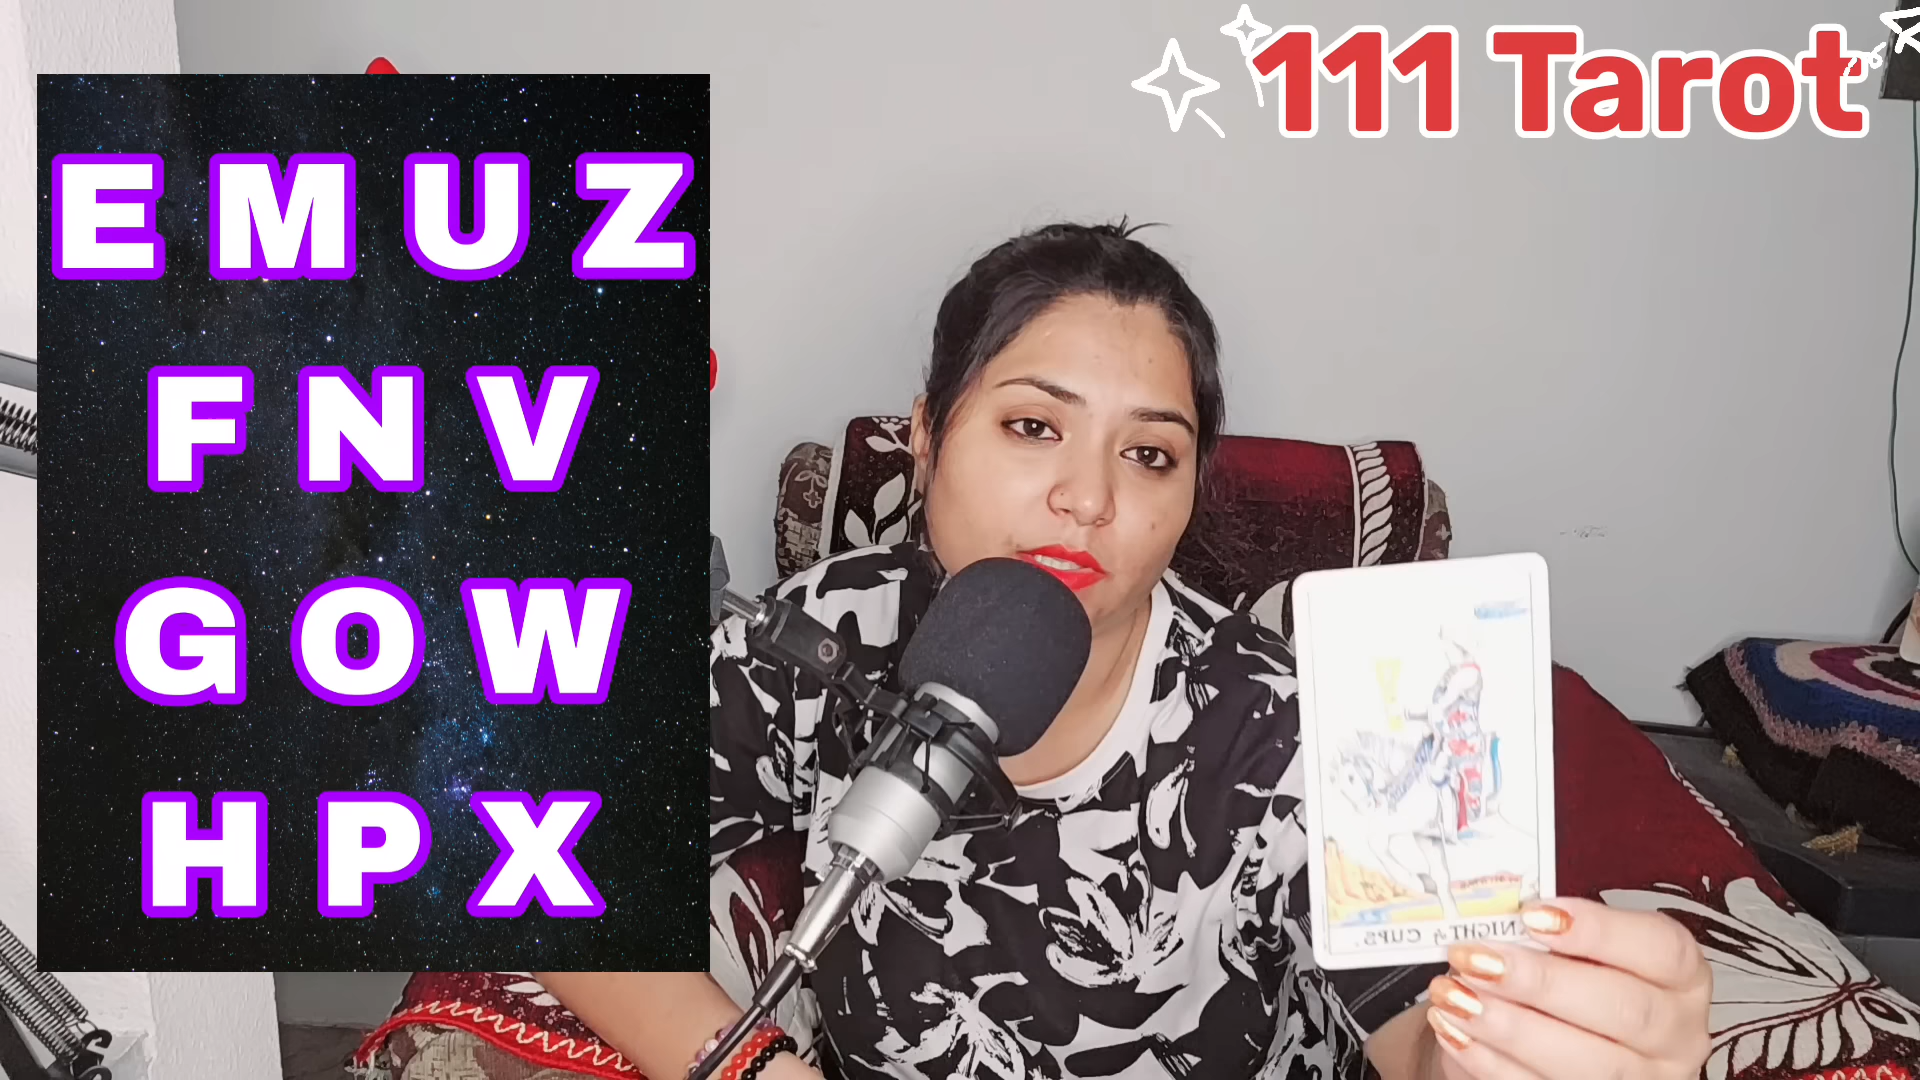 111 Tarot
E M U Z
F N V
G O W
H P X
KNIGHT of CUPS.